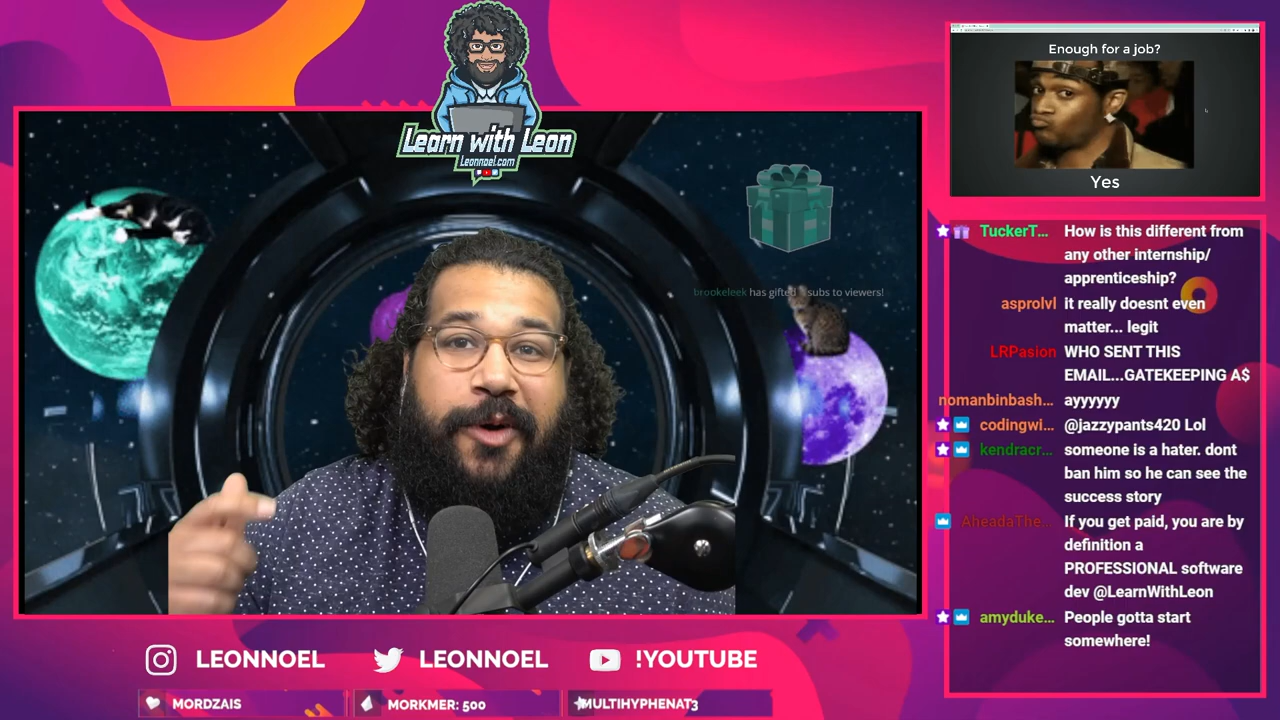 Learn with Leon
Leonnoel.com
brookeleek has gifted subs to viewers!
LEONNOEL
LEONNOEL
!YOUTUBE
MORDZAIS
MORKMER: 500
MULTIHYPHENAT3
Enough for a job?
Yes
TuckerT... How is this different from
any other internship/
apprenticeship?
asprolvl it really doesnt even
matter... legit
LRPasion WHO SENT THIS
EMAIL...GATEKEEPING A$
nomanbinbash... ayyyyyy
codingwi... @jazzypants420 Lol
kendracr... someone is a hater. dont
ban him so he can see the
success story
AheadaThe... If you get paid, you are by
definition a
PROFESSIONAL software
dev @LearnWithLeon
amyduke... People gotta start
somewhere!